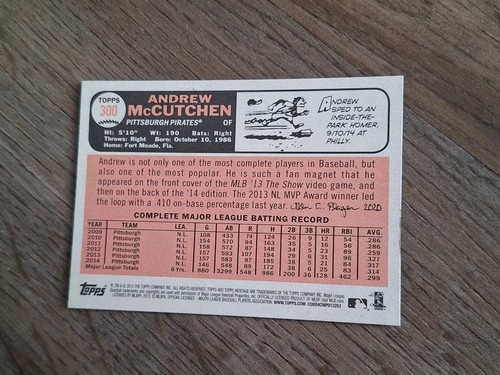 TOPPS
300
ANDREW
McCUTCHEN
PITTSBURGH PIRATES® OF
Ht: 5'10" Wt: 190 Bats: Right
Throws: Right Born: October 10, 1986
Home: Fort Meade, Fla.
ANDREW
SPED TO AN
INSIDE-THE-
PARK HOMER,
9/10/14 AT
PHILLY.
Andrew is not only one of the most complete players in Baseball, but
also one of the most popular. He is such a fan magnet that he
appeared on the front cover of the MLB '13 The Show video game, and
then on the back of the '14 edition. The 2013 NL MVP Award winner led
the loop with a .410 on-base percentage last year.
COMPLETE MAJOR LEAGUE BATTING RECORD
YEAR TEAM LEA. G AB R H 2B 3B HR RBI AVG.
2009 Pittsburgh N.L. 108 433 74 124 26 5 12 54 .286
2010 Pittsburgh N.L. 154 570 94 163 35 5 16 56 .286
2011 Pittsburgh N.L. 158 572 87 148 34 5 23 89 .259
2012 Pittsburgh N.L. 157 593 107 194 29 6 31 96 .327
2013 Pittsburgh N.L. 157 583 97 185 38 5 21 84 .317
2014 Pittsburgh N.L. 146 548 89 172 38 6 25 83 .314
Major League Totals 6 Yrs. 880 3299 548 986 200 32 128 462 .299
Topps